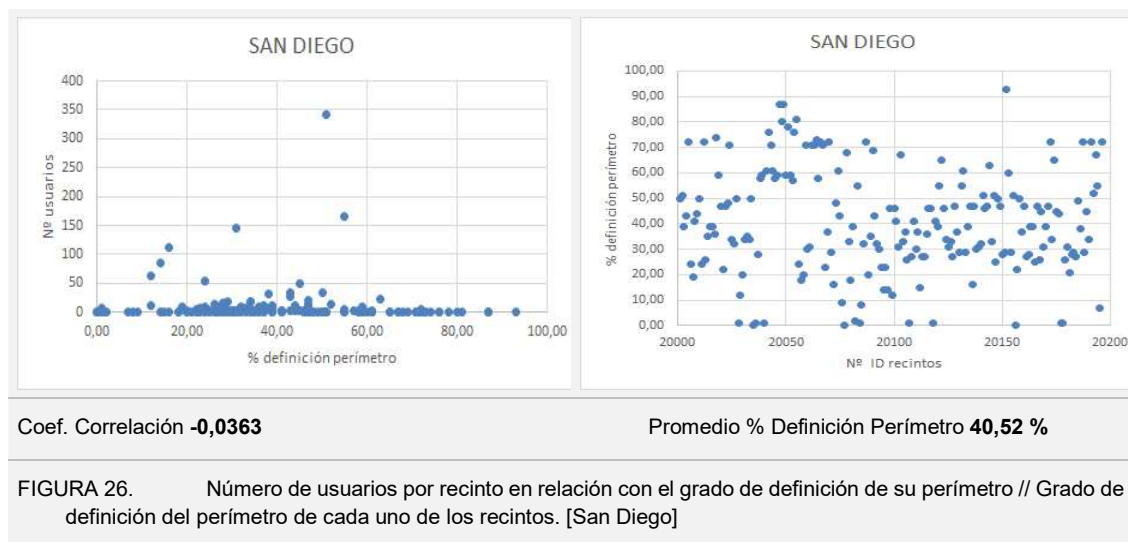 SAN DIEGO
400
350
300
250
200
150
100
50
0
Nº usuarios
0,00 20,00 40,00 60,00 80,00 100,00
% definición perímetro
SAN DIEGO
100,00
90,00
80,00
70,00
60,00
50,00
40,00
30,00
20,00
10,00
0,00
% definición perímetro
20000 20050 20100 20150 20200
Nº ID recintos
Coef. Correlación -0,0363 Promedio % Definición Perímetro 40,52 %
FIGURA 26. Número de usuarios por recinto en relación con el grado de definición de su perímetro // Grado de
definición del perímetro de cada uno de los recintos. [San Diego]